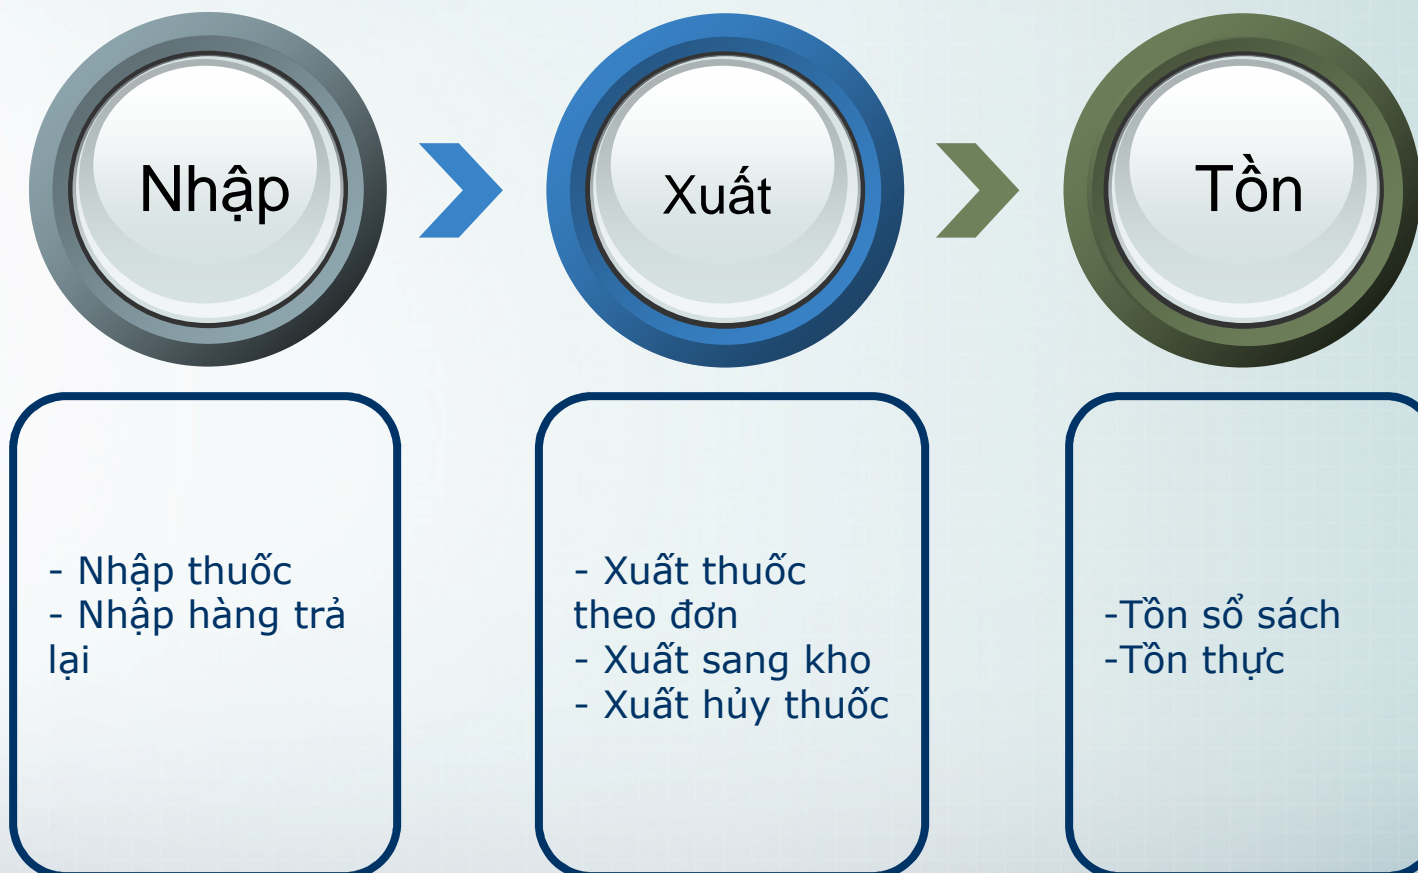 Nhập
Xuất
Tồn
- Nhập thuốc
- Nhập hàng trả
lại
- Xuất thuốc
theo đơn
- Xuất sang kho
- Xuất hủy thuốc
-Tồn sổ sách
-Tồn thực